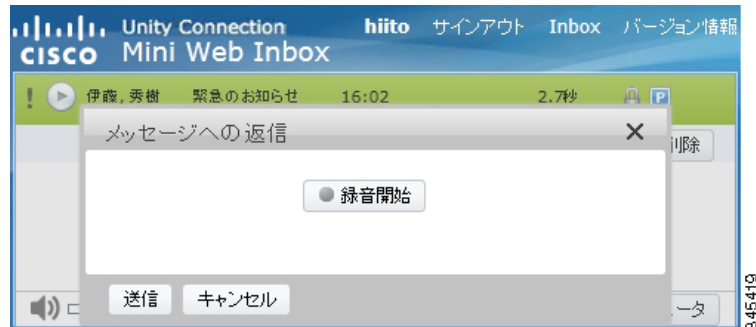 Unity Connection hiito サインアウト Inbox バージョン情報
CISCO Mini Web Inbox
! 伊藤, 秀樹 緊急のお知らせ 16:02 2.7秒 P
メッセージへの返信 ×
削除
録音開始
送信 キャンセル
ータ
345419